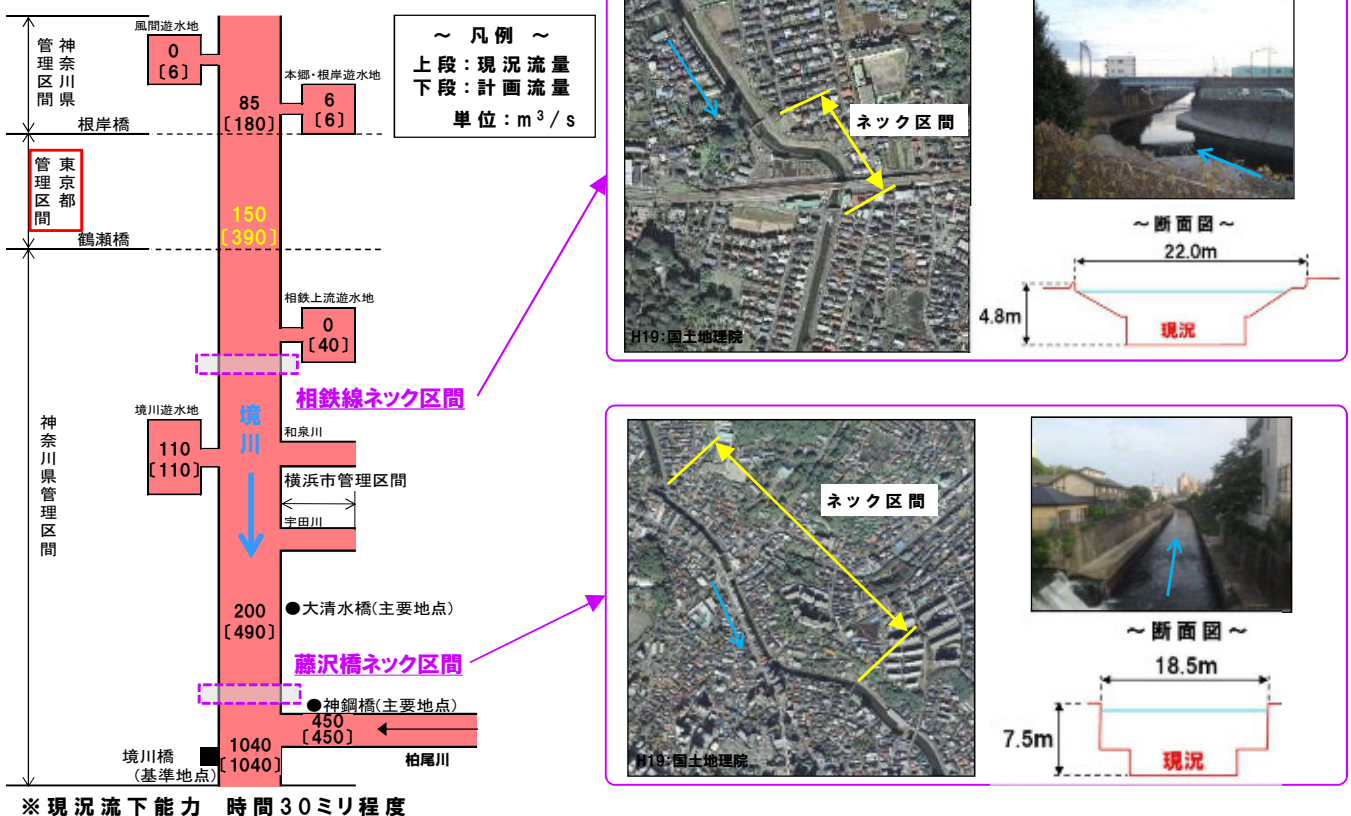 神奈川県
管理区間
風間遊水地
0
[6]
85
[180]
本郷・根岸遊水地
6
[6]
根岸橋
～ 凡例 ～
上段：現況流量
下段：計画流量
単位：m³/s
東京都
管理区間
150
[390]
鶴瀬橋
相鉄上流遊水地
0
[40]
相鉄線ネック区間
神奈川県管理区間
境川遊水地
110
[110]
境川
和泉川
横浜市管理区間
宇田川
200
[490]
●大清水橋(主要地点)
藤沢橋ネック区間
●神鋼橋(主要地点)
450
[450]
柏尾川
境川橋
(基準地点)
1040
[1040]
※現況流下能力 時間30ミリ程度
ネック区間
H19:国土地理院
～断面図～
22.0m
4.8m
現況
ネック区間
H19:国土地理院
～断面図～
18.5m
7.5m
現況